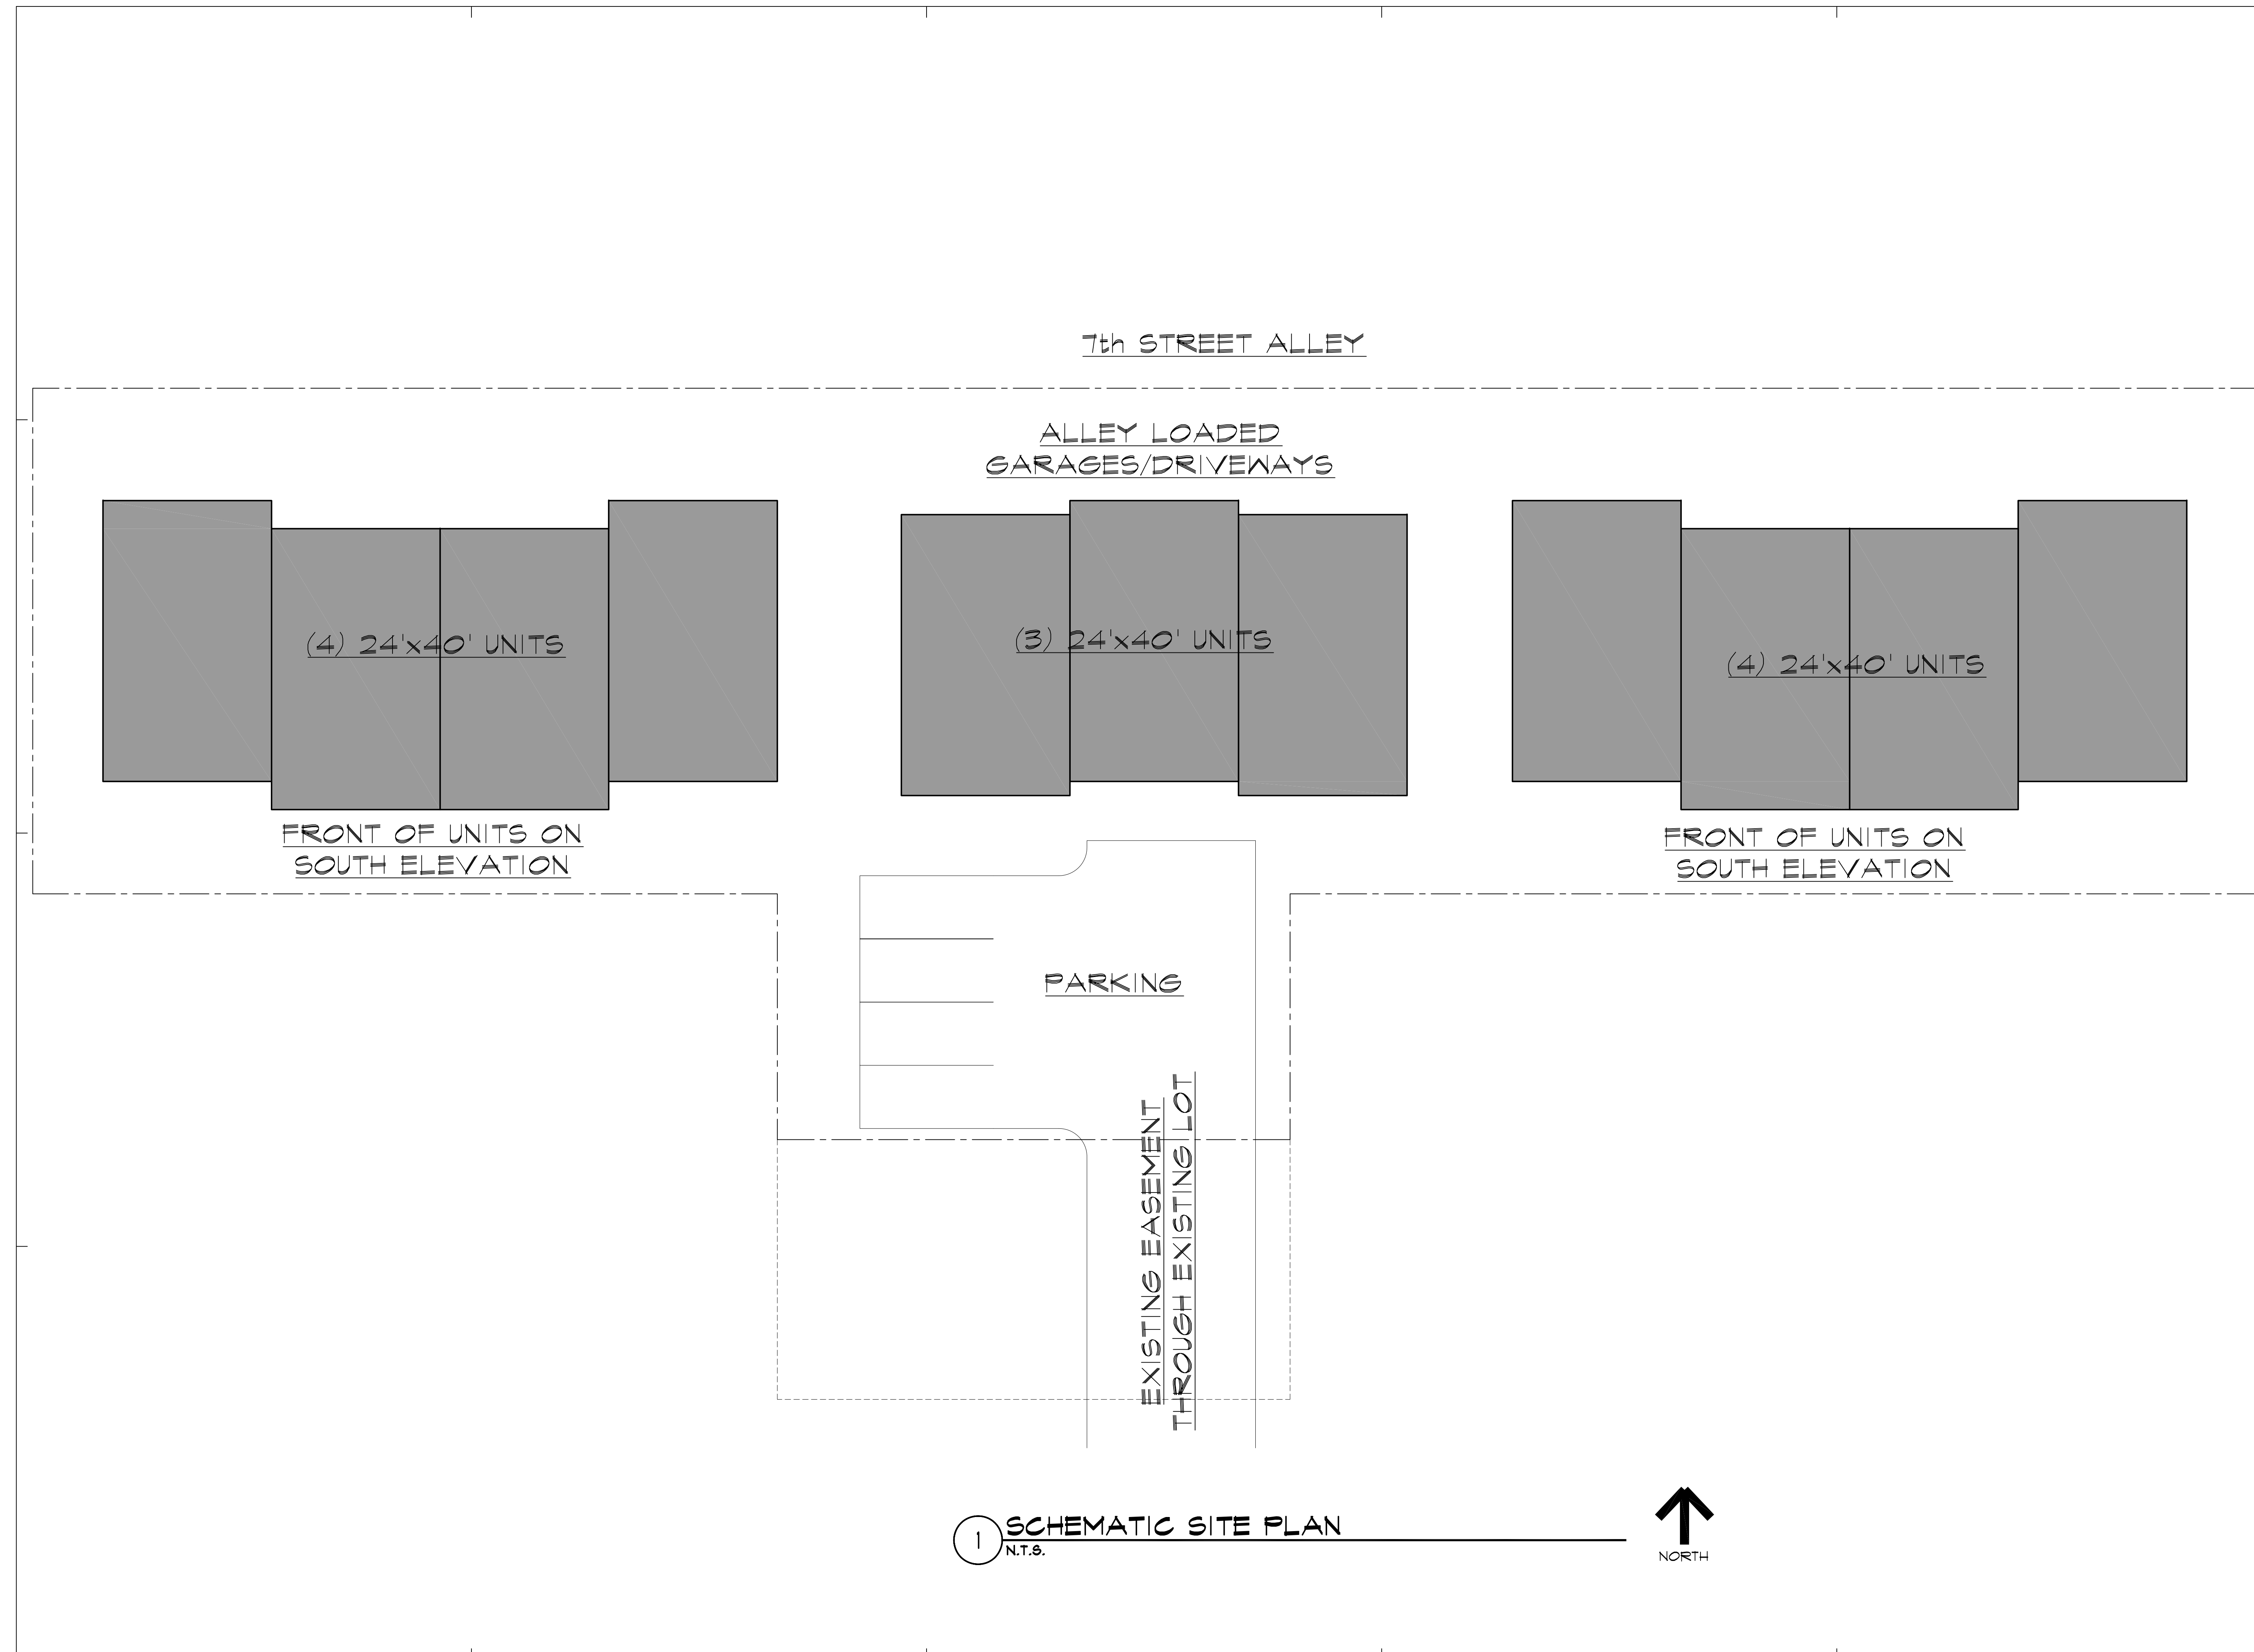 7th STREET ALLEY
ALLEY LOADED
GARAGES/DRIVEWAYS
(4) 24'x40' UNITS
(3) 24'x40' UNITS
(4) 24'x40' UNITS
FRONT OF UNITS ON
SOUTH ELEVATION
FRONT OF UNITS ON
SOUTH ELEVATION
PARKING
EXISTING EASEMENT
THROUGH EXISTING LOT
1
SCHEMATIC SITE PLAN
N.T.S.
NORTH